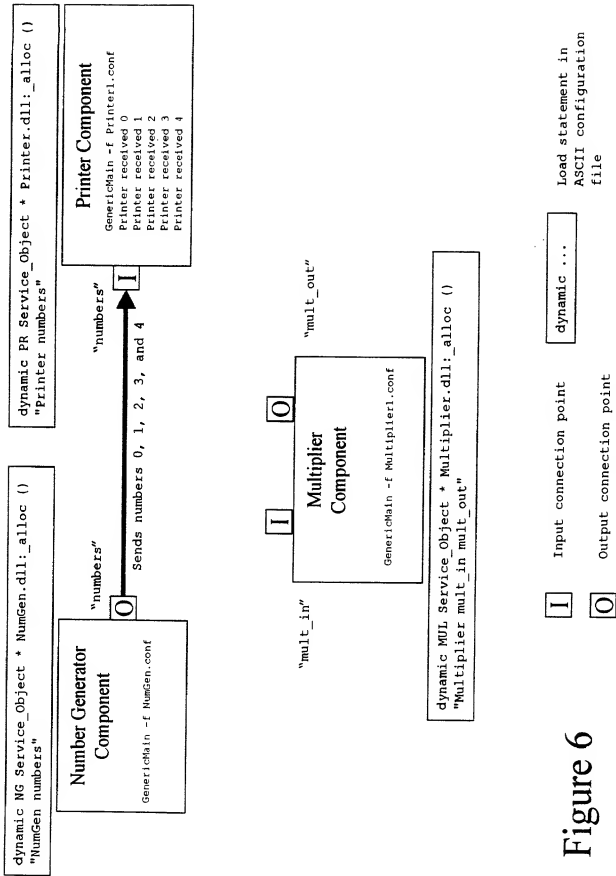 dynamic NG Service_Object * NumGen.dll:_alloc ()
"NumGen numbers"
dynamic PR Service_Object * Printer.dll:_alloc ()
"Printer numbers"
Number Generator
Component
GenericMain -f NumGen.conf
"numbers"
O
Sends numbers 0, 1, 2, 3, and 4
"numbers"
I
Printer Component
GenericMain -f Printer1.conf
Printer received 0
Printer received 1
Printer received 2
Printer received 3
Printer received 4
"mult_in"
I
O
"mult_out"
Multiplier
Component
GenericMain -f Multiplier1.conf
dynamic MUL Service_Object * Multiplier.dll:_alloc ()
"Multiplier mult_in mult_out"
Figure 6
I
Input connection point
O
Output connection point
dynamic ...
Load statement in
ASCII configuration
file